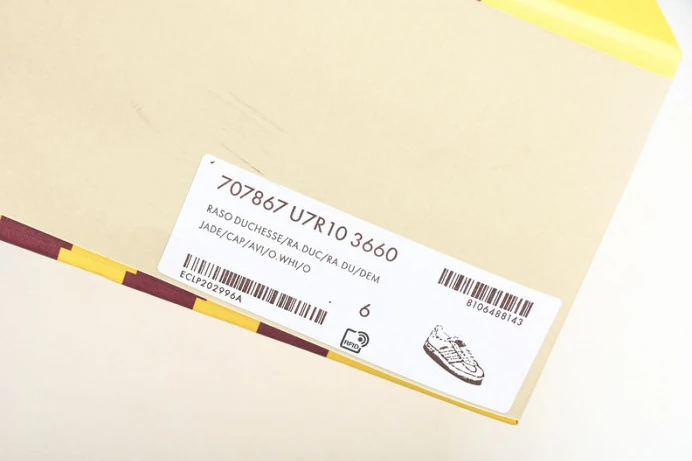 707867 U7R10 3660
RASO DUCHESSE/RA.DUC/RA.DU/DEM
JADE/CAP/AVI/O.WHI/O
ECLP202996A
6
RFID
8106488143